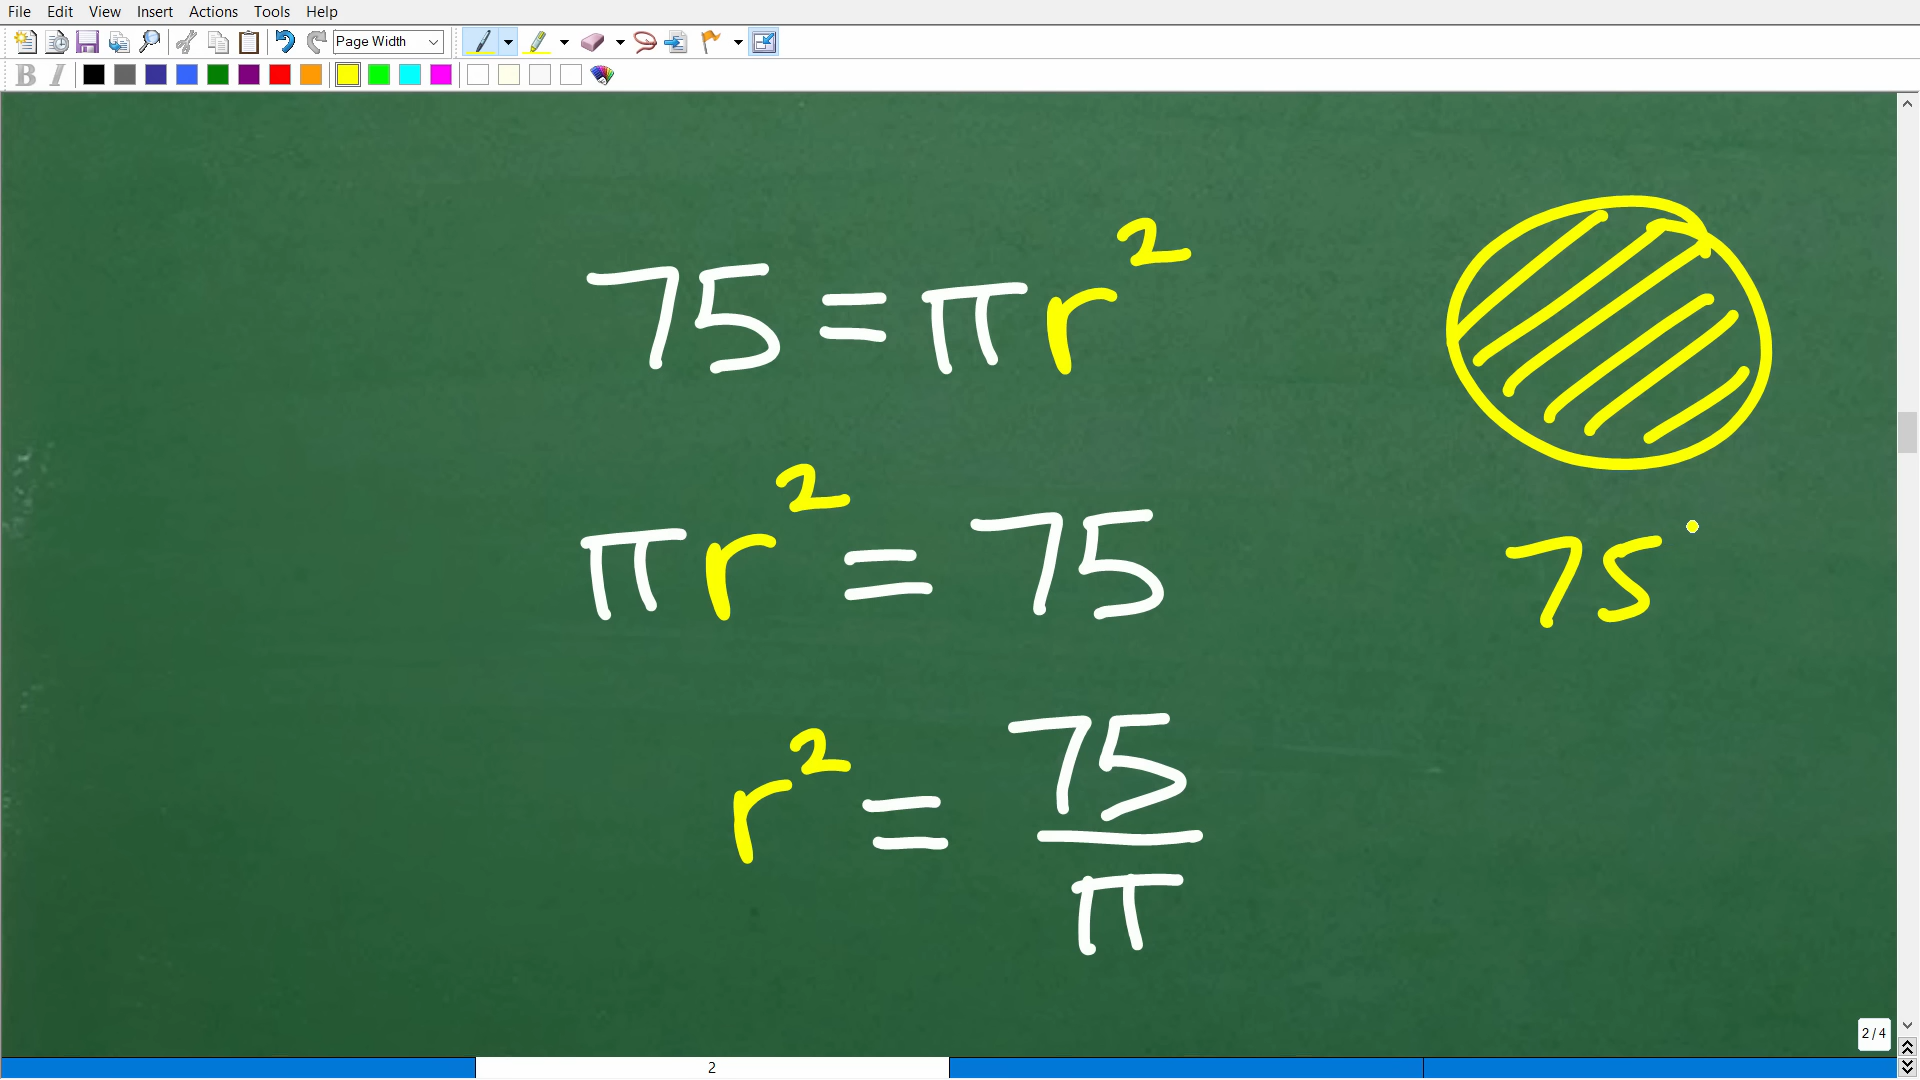 File Edit View Insert Actions Tools Help
Page Width
B I
75 = πr²
πr² = 75
75
r² = 75/π
2 / 4
2